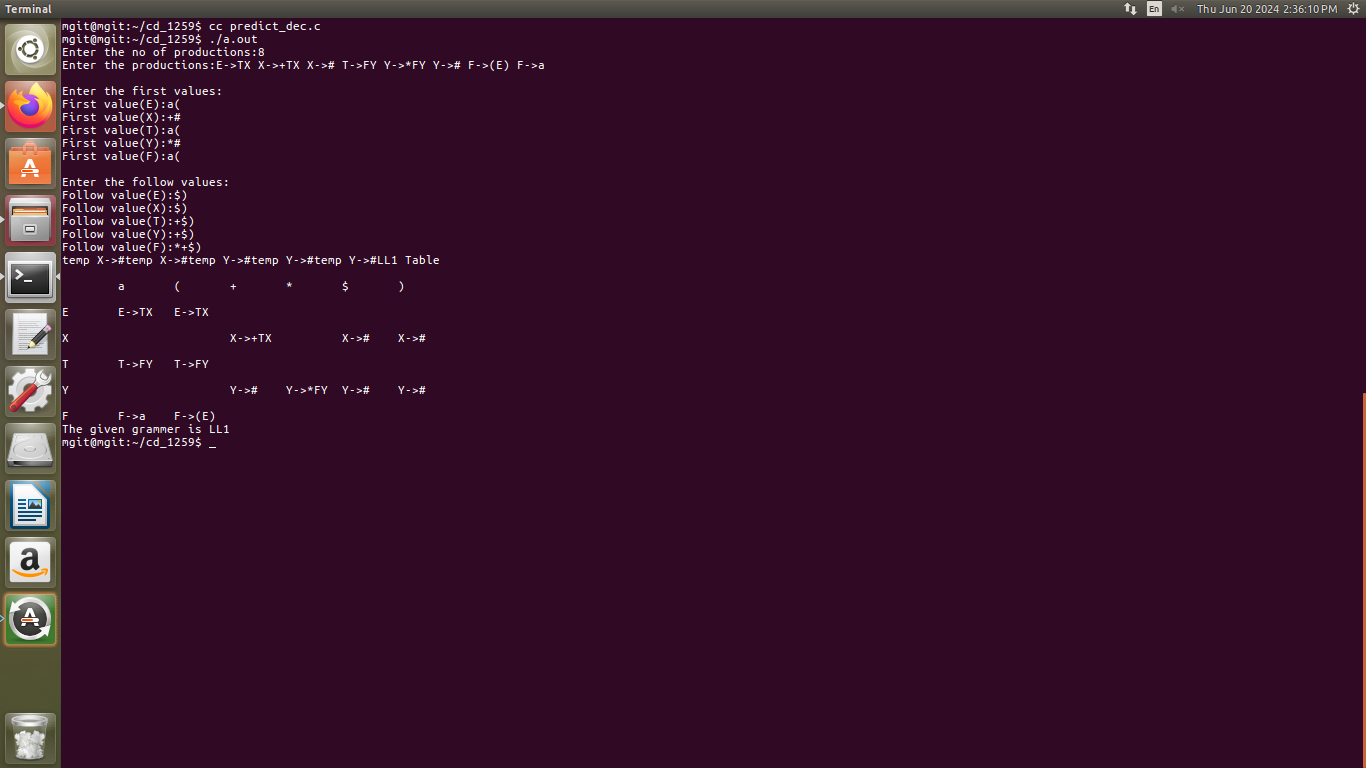 Terminal
En
Thu Jun 20 2024 2:36:10 PM
mgit@mgit:~/cd_1259$ cc predict_dec.c
mgit@mgit:~/cd_1259$ ./a.out
Enter the no of productions:8
Enter the productions:E->TX X->+TX X-># T->FY Y->*FY Y-># F->(E) F->a
Enter the first values:
First value(E):a(
First value(X):+#
First value(T):a(
First value(Y):*#
First value(F):a(
Enter the follow values:
Follow value(E):$)
Follow value(X):$)
Follow value(T):+$)
Follow value(Y):+$)
Follow value(F):*+$)
temp X->#temp X->#temp Y->#temp Y->#temp Y->#LL1 Table
a ( + * $ )
E E->TX E->TX
X X->+TX X-># X->#
T T->FY T->FY
Y Y-># Y->*FY Y-># Y->#
F F->a F->(E)
The given grammer is LL1
mgit@mgit:~/cd_1259$ _